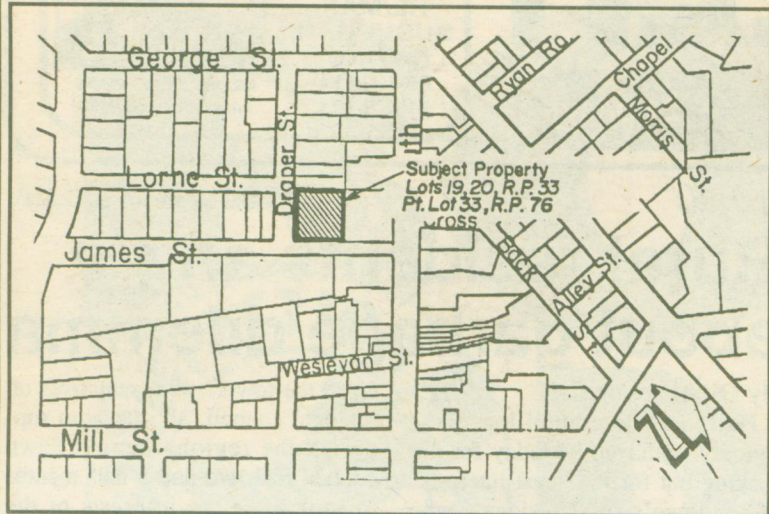 George St.
Ryan Rd.
Chapel
Morris St.
Draper St.
Lorne St.
Subject Property
Lots 19, 20, R.P. 33
Pt. Lot 33, R.P. 76
James St.
Back St.
Alley St.
Wesleyan St.
Mill St.